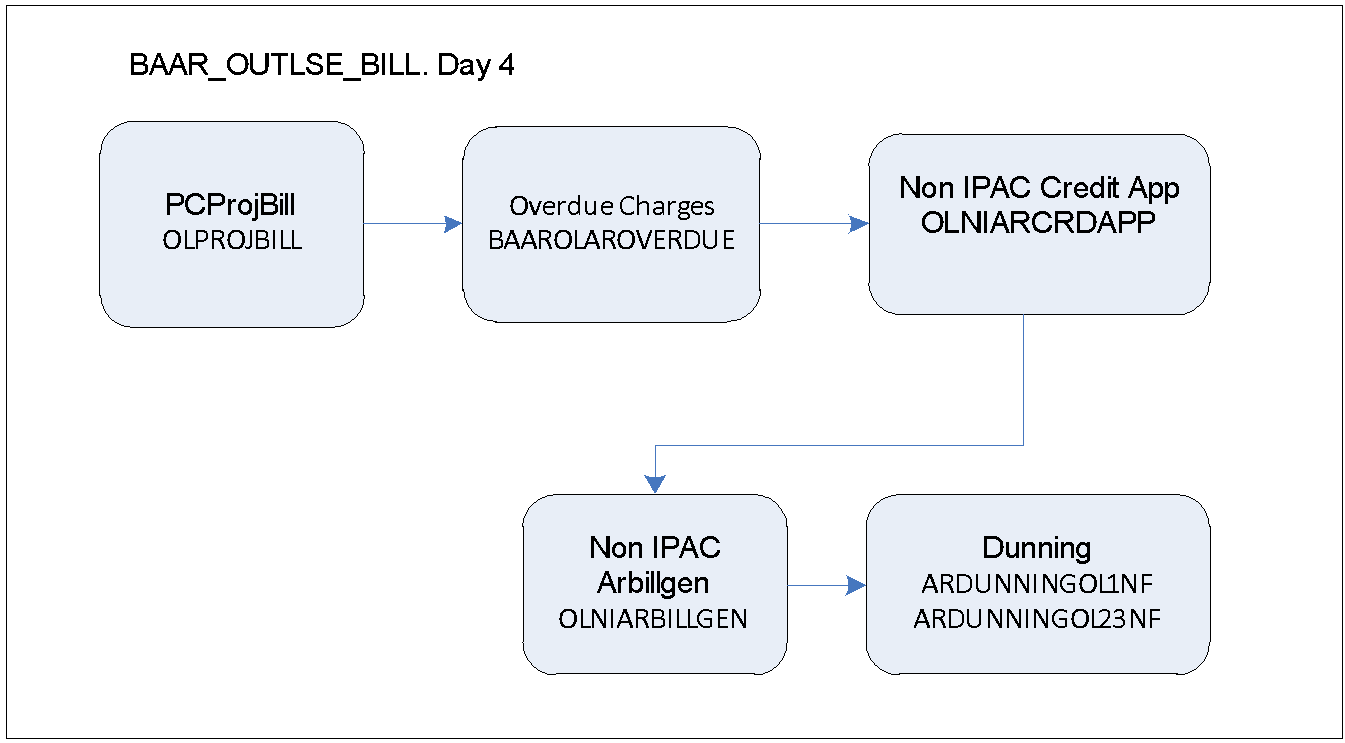 BAAR_OUTLSE_BILL. Day 4
PCProjBill
OLPROJBILL
Overdue Charges
BAAROLAROVERDUE
Non IPAC Credit App
OLNIARCRDAPP
Non IPAC
Arbillgen
OLNIARBILLGEN
Dunning
ARDUNNINGOL1NF
ARDUNNINGOL23NF